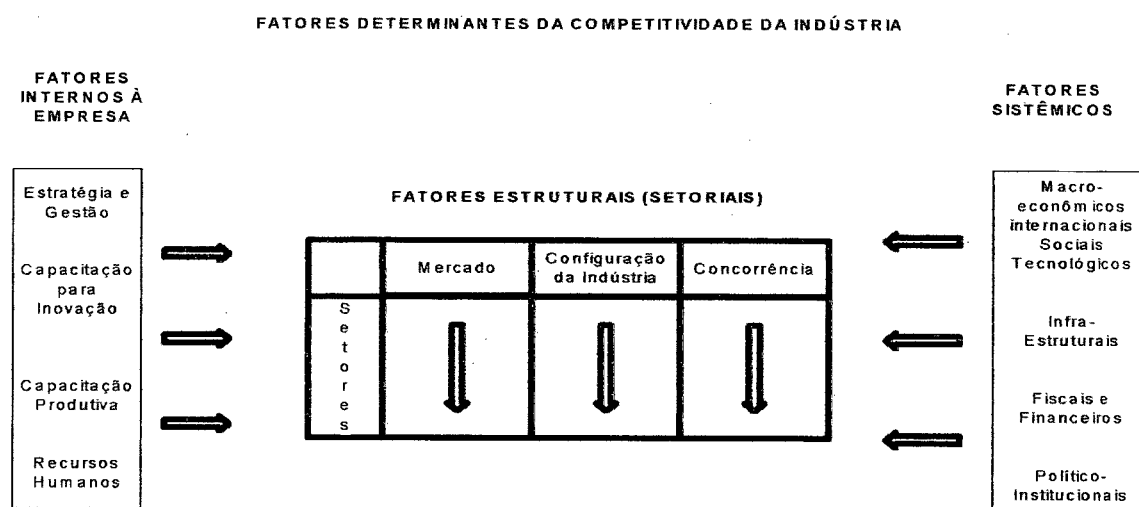 FATORES DETERMINANTES DA COMPETITIVIDADE DA INDÚSTRIA
FATORES
INTERNOS À
EMPRESA
Estratégia e
Gestão
Capacitação
para
Inovação
Capacitação
Produtiva
Recursos
Humanos
FATORES ESTRUTURAIS (SETORIAIS)
Mercado
Configuração
da Indústria
Concorrência
S
e
t
o
r
e
s
FATORES
SISTÊMICOS
Macro-
econômicos
internacionais
Sociais
Tecnológicos
Infra-
Estruturais
Fiscais e
Financeiros
Político-
Institucionais